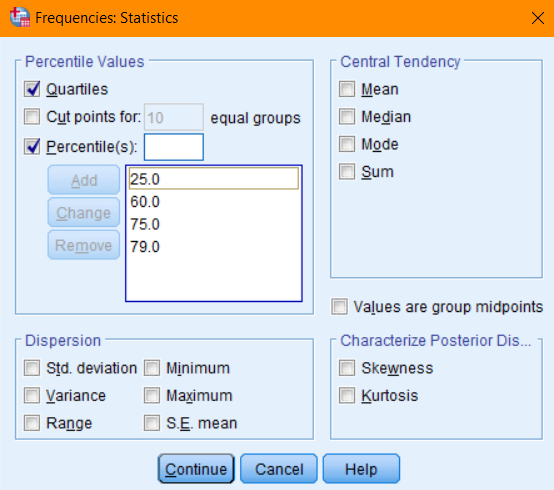 Frequencies: Statistics
Percentile Values
Quartiles
Cut points for: 10 equal groups
Percentile(s):
Add
Change
Remove
25.0
60.0
75.0
79.0
Central Tendency
Mean
Median
Mode
Sum
Values are group midpoints
Dispersion
Std. deviation Minimum
Variance Maximum
Range S.E. mean
Characterize Posterior Dis...
Skewness
Kurtosis
Continue Cancel Help